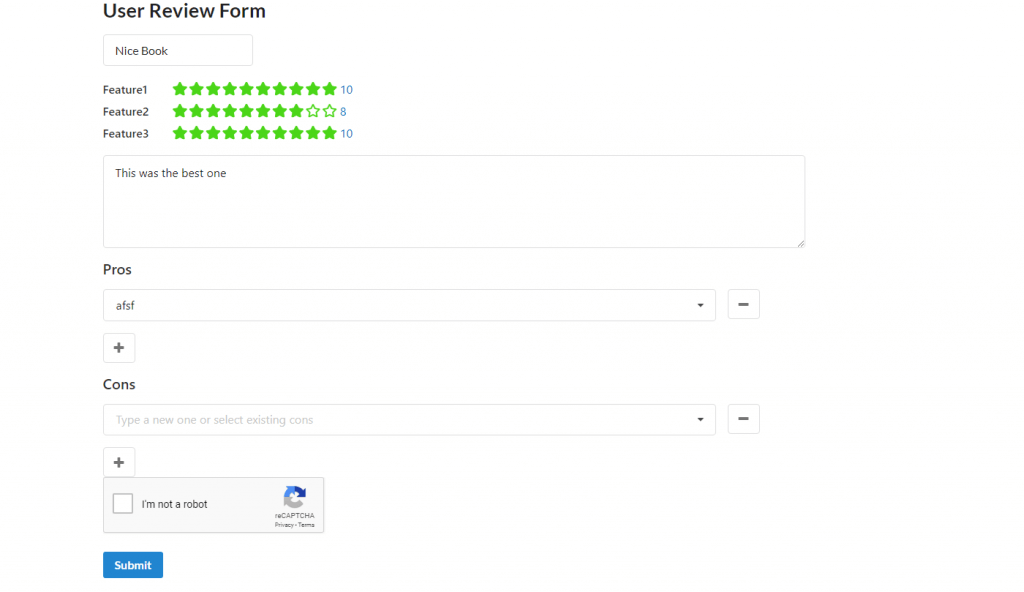 User Review Form
Nice Book
Feature1 10
Feature2 8
Feature3 10
This was the best one
Pros
afsf
Cons
Type a new one or select existing cons
I'm not a robot
reCAPTCHA
Privacy - Terms
Submit